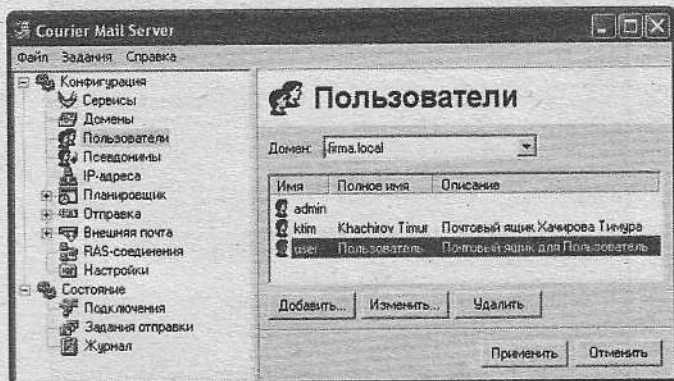 Courier Mail Server
Файл Задания Справка
Конфигурация
Сервисы
Домены
Пользователи
Псевдонимы
IP-адреса
Планировщик
Отправка
Внешняя почта
RAS-соединения
Настройки
Состояние
Подключения
Задания отправки
Журнал
Пользователи
Домен: firma.local
Имя Полное имя Описание
admin
ktim Khachirov Timur Почтовый ящик Хачирова Тимура
user Пользователь Почтовый ящик для Пользователь
Добавить... Изменить... Удалить
Применить Отменить